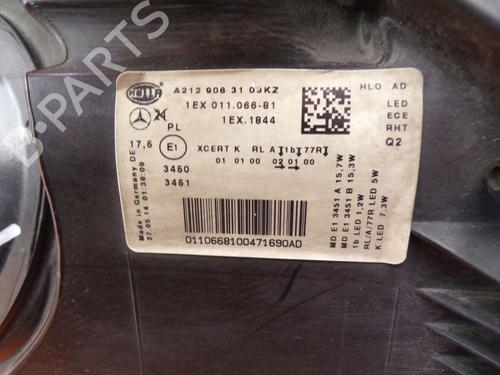 HELLA
A212 906 31 03KZ
1EX 011.066-81
1EX.1844
PL
17,5 E1
XCERT K RL A 1b 77R
01 01 00 02 01 00
3450
3451
Made in Germany DE
27.05.14 01:38:09
HLO AD
LED
ECE
RHT
Q2
MD E1 3451 A 15,7W
MD E1 3451 B 15,3W
1b LED 1,2W
RL/A/77R LED 5W
K LED 7,3W
0110668100471690AD